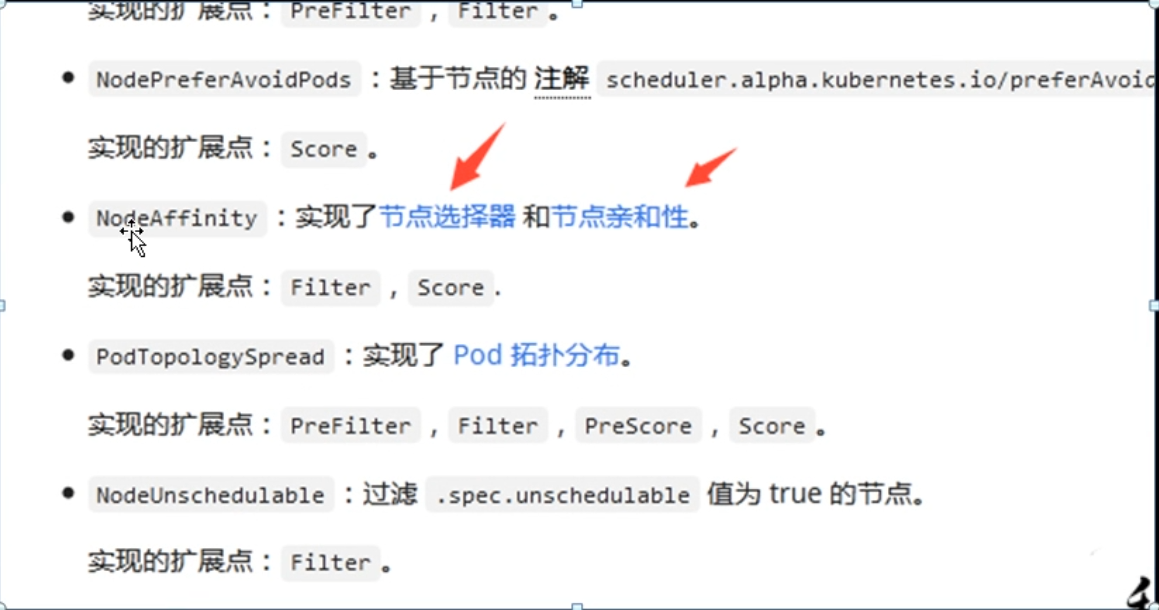 实现的扩展点：PreFilter，Filter。
NodePreferAvoidPods：基于节点的 注解 scheduler.alpha.kubernetes.io/preferAvoid
实现的扩展点：Score。
NodeAffinity：实现了节点选择器 和节点亲和性。
实现的扩展点：Filter，Score.
PodTopologySpread：实现了 Pod 拓扑分布。
实现的扩展点：PreFilter，Filter，PreScore，Score。
NodeUnschedulable：过滤 .spec.unschedulable 值为 true 的节点。
实现的扩展点：Filter。